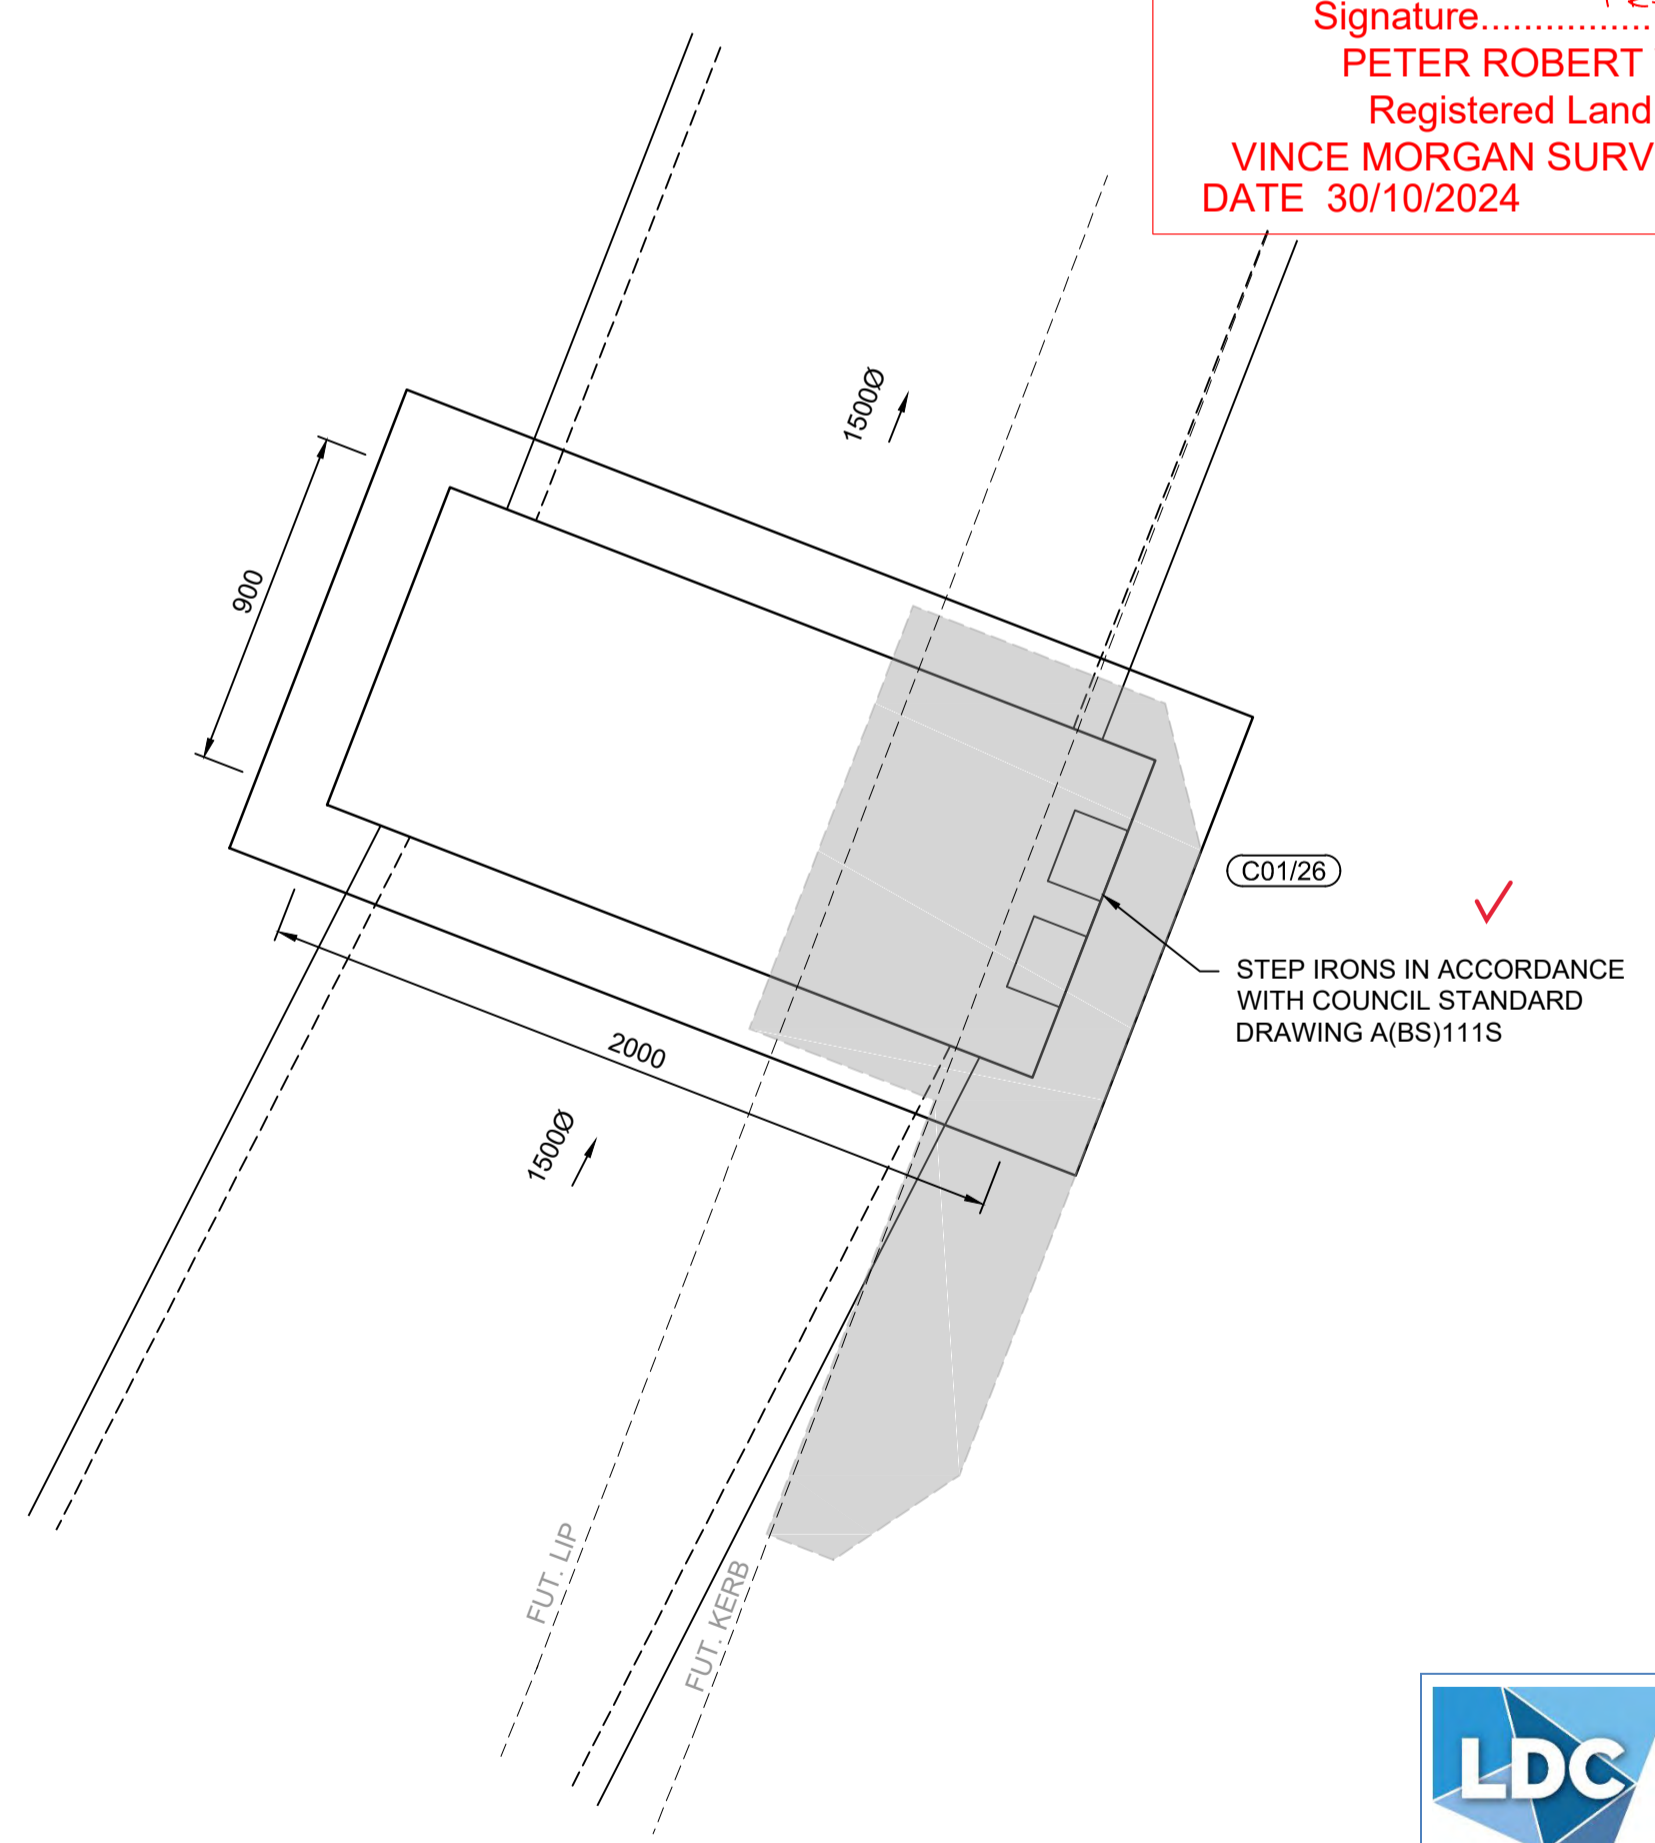 Signature.................
PETER ROBERT
Registered Land
VINCE MORGAN SURV
DATE 30/10/2024
1500Ø
900
C01/26
STEP IRONS IN ACCORDANCE
WITH COUNCIL STANDARD
DRAWING A(BS)111S
2000
1500Ø
FUT. LIP
FUT. KERB
LDC